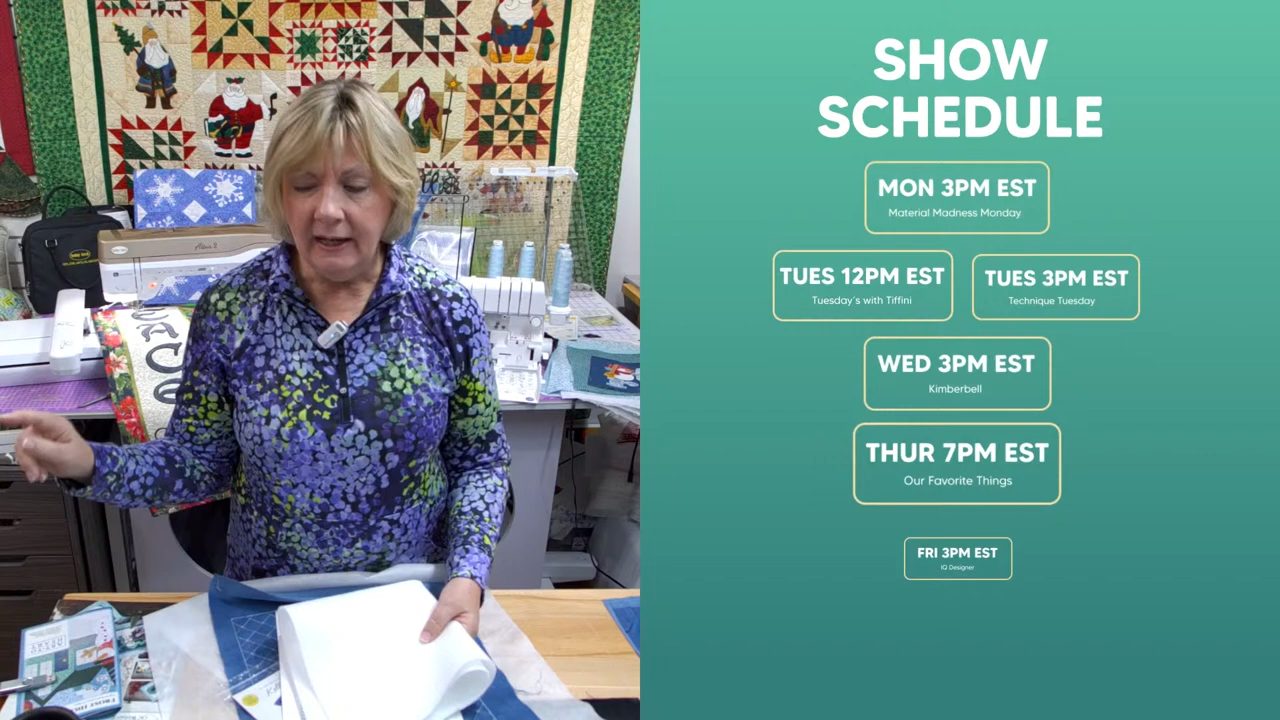 SHOW
SCHEDULE
MON 3PM EST
Material Madness Monday
TUES 12PM EST
Tuesday's with Tiffini
TUES 3PM EST
Technique Tuesday
WED 3PM EST
Kimberbell
THUR 7PM EST
Our Favorite Things
FRI 3PM EST
IQ Designer